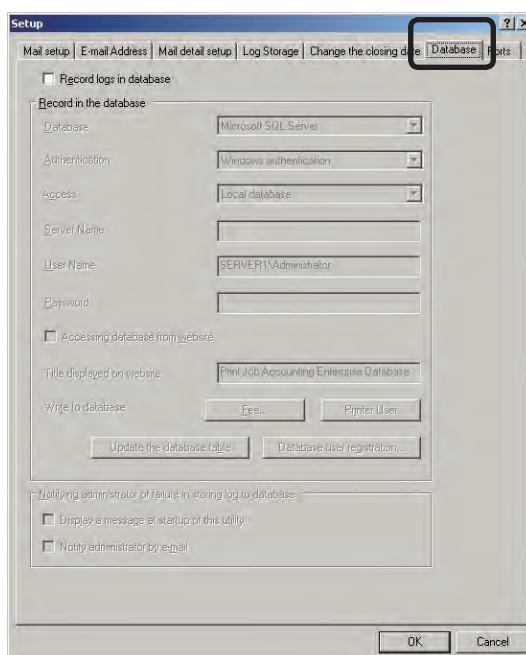 Setup
Mail setup E-mail Address Mail detail setup Log Storage Change the closing date Database Ports
Record logs in database
Record in the database
Database Microsoft SQL Server
Authentication Windows authentication
Access Local database
Server Name
User Name SERVER1\Administrator
Password
Accessing database from website
Title displayed on website Print Job Accounting Enterprise Database
Write to database Fee... Printer User
Update the database table Database user registration...
Notifying administrator of failure in storing log to database
Display a message at startup of this utility
Notify administrator by e-mail
OK Cancel